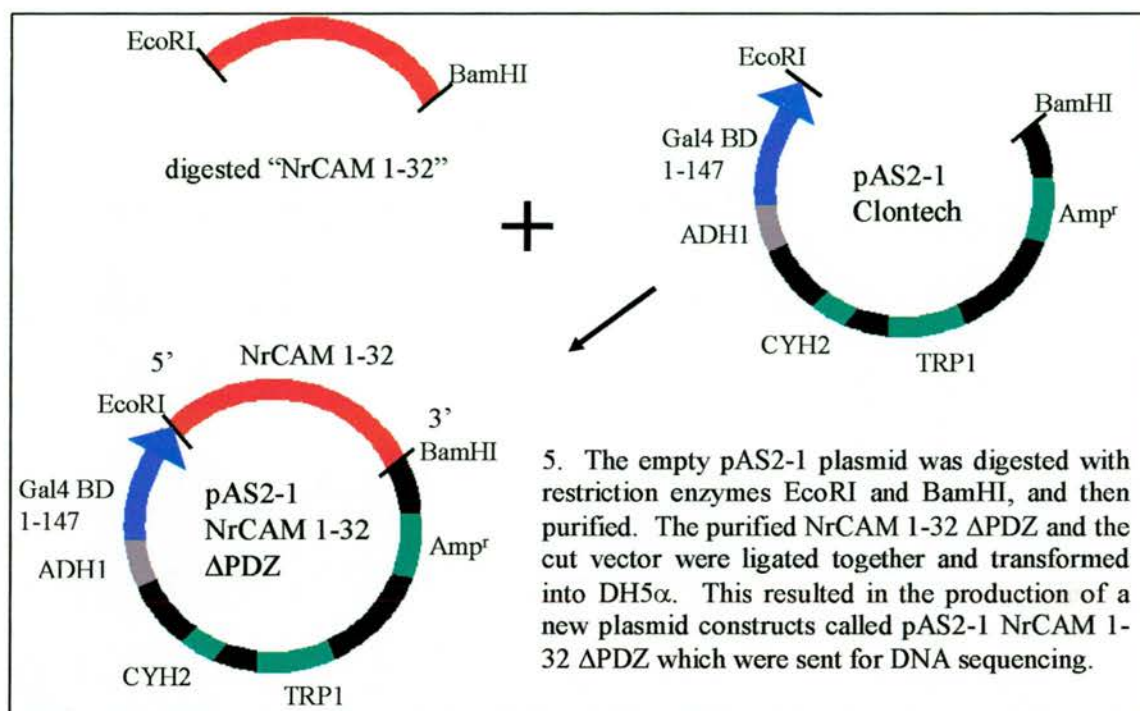 EcoRI
BamHI
digested “NrCAM 1-32”
EcoRI
BamHI
Gal4 BD
1-147
pAS2-1
Clontech
ADH1
Ampr
CYH2
TRP1
NrCAM 1-32
5’
3’
EcoRI
BamHI
Gal4 BD
1-147
pAS2-1
NrCAM 1-32
ΔPDZ
ADH1
Ampr
CYH2
TRP1
5. The empty pAS2-1 plasmid was digested with
restriction enzymes EcoRI and BamHI, and then
purified. The purified NrCAM 1-32 ΔPDZ and the
cut vector were ligated together and transformed
into DH5α. This resulted in the production of a
new plasmid constructs called pAS2-1 NrCAM 1-
32 ΔPDZ which were sent for DNA sequencing.